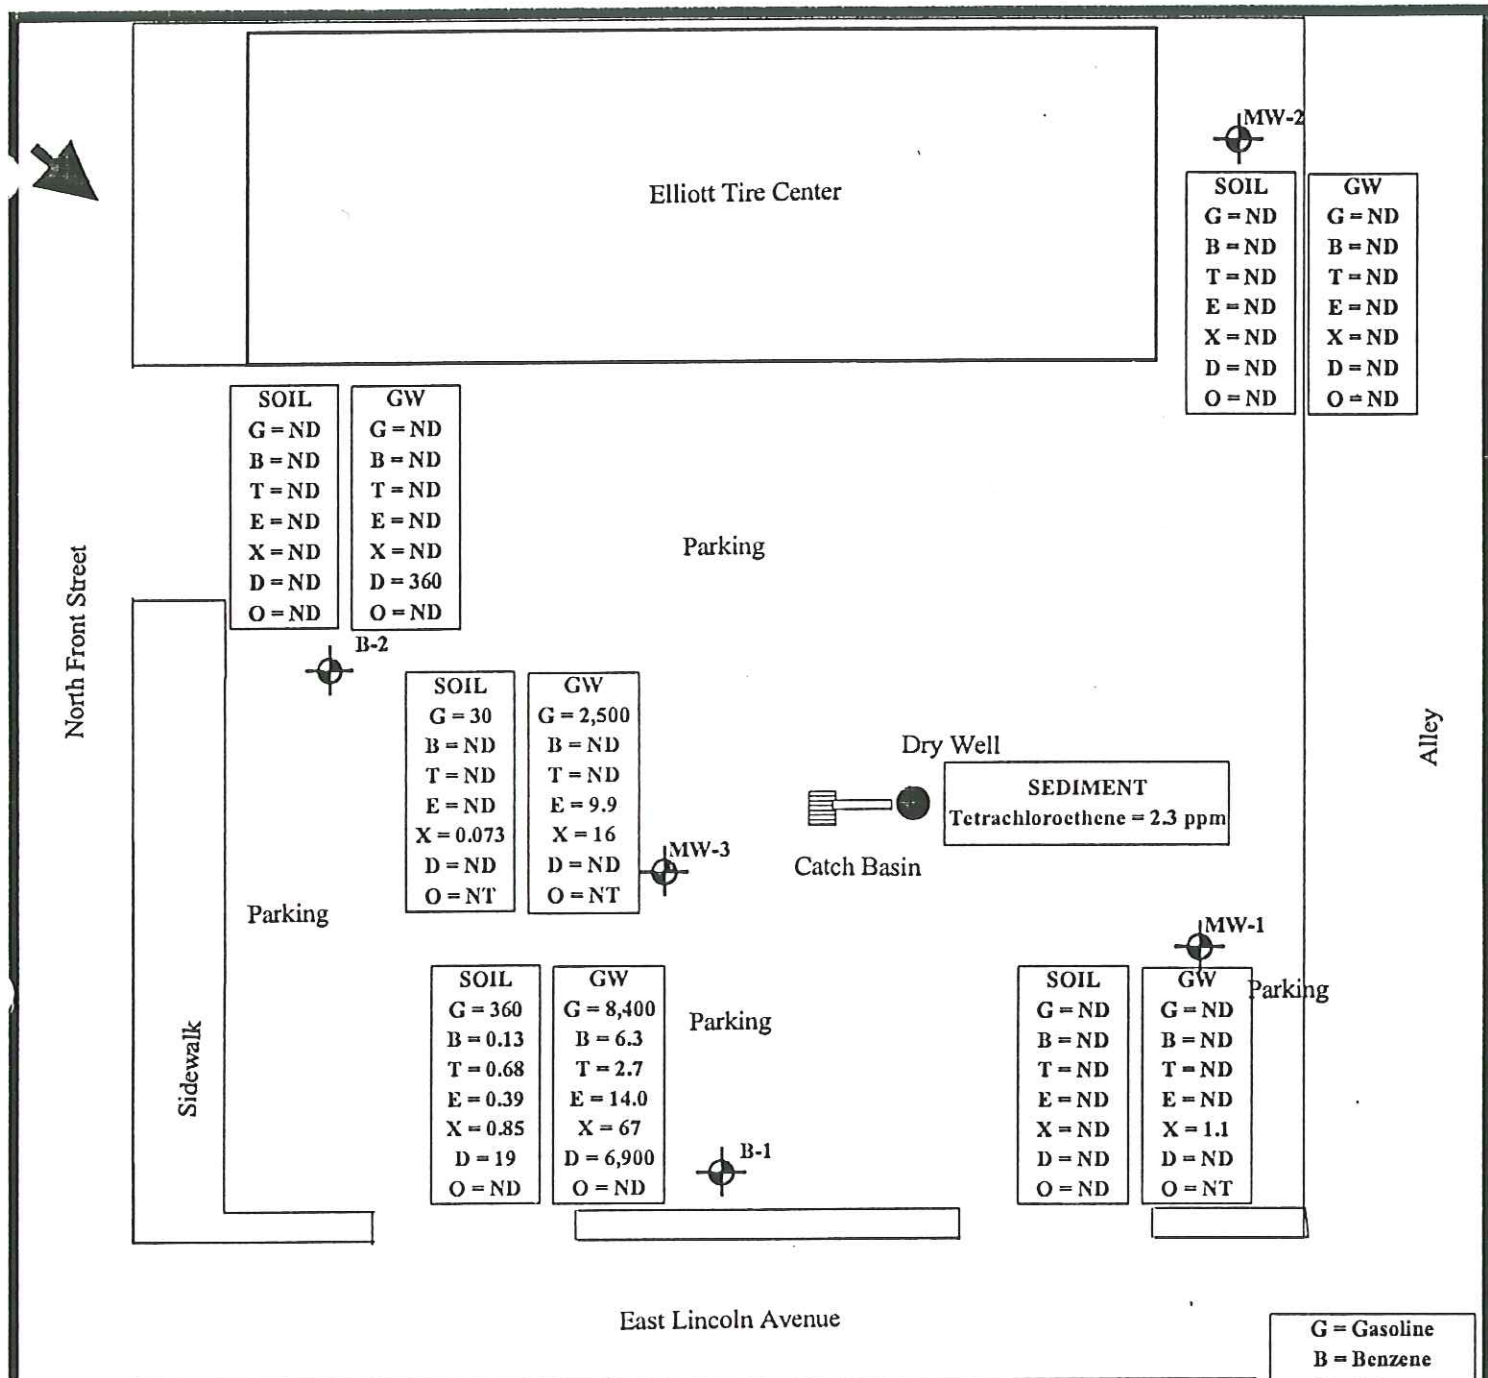 MW-2
Elliott Tire Center
SOIL
G = ND
B = ND
T = ND
E = ND
X = ND
D = ND
O = ND
GW
G = ND
B = ND
T = ND
E = ND
X = ND
D = ND
O = ND
SOIL
G = ND
B = ND
T = ND
E = ND
X = ND
D = ND
O = ND
GW
G = ND
B = ND
T = ND
E = ND
X = ND
D = 360
O = ND
Parking
North Front Street
B-2
SOIL
G = 30
B = ND
T = ND
E = ND
X = 0.073
D = ND
O = NT
GW
G = 2,500
B = ND
T = ND
E = 9.9
X = 16
D = ND
O = NT
MW-3
Dry Well
SEDIMENT
Tetrachloroethene = 2.3 ppm
Catch Basin
Alley
Parking
MW-1
Parking
SOIL
G = 360
B = 0.13
T = 0.68
E = 0.39
X = 0.85
D = 19
O = ND
GW
G = 8,400
B = 6.3
T = 2.7
E = 14.0
X = 67
D = 6,900
O = ND
Parking
B-1
SOIL
G = ND
B = ND
T = ND
E = ND
X = ND
D = ND
O = ND
GW
G = ND
B = ND
T = ND
E = ND
X = 1.1
D = ND
O = NT
Sidewalk
East Lincoln Avenue
G = Gasoline
B = Benzene